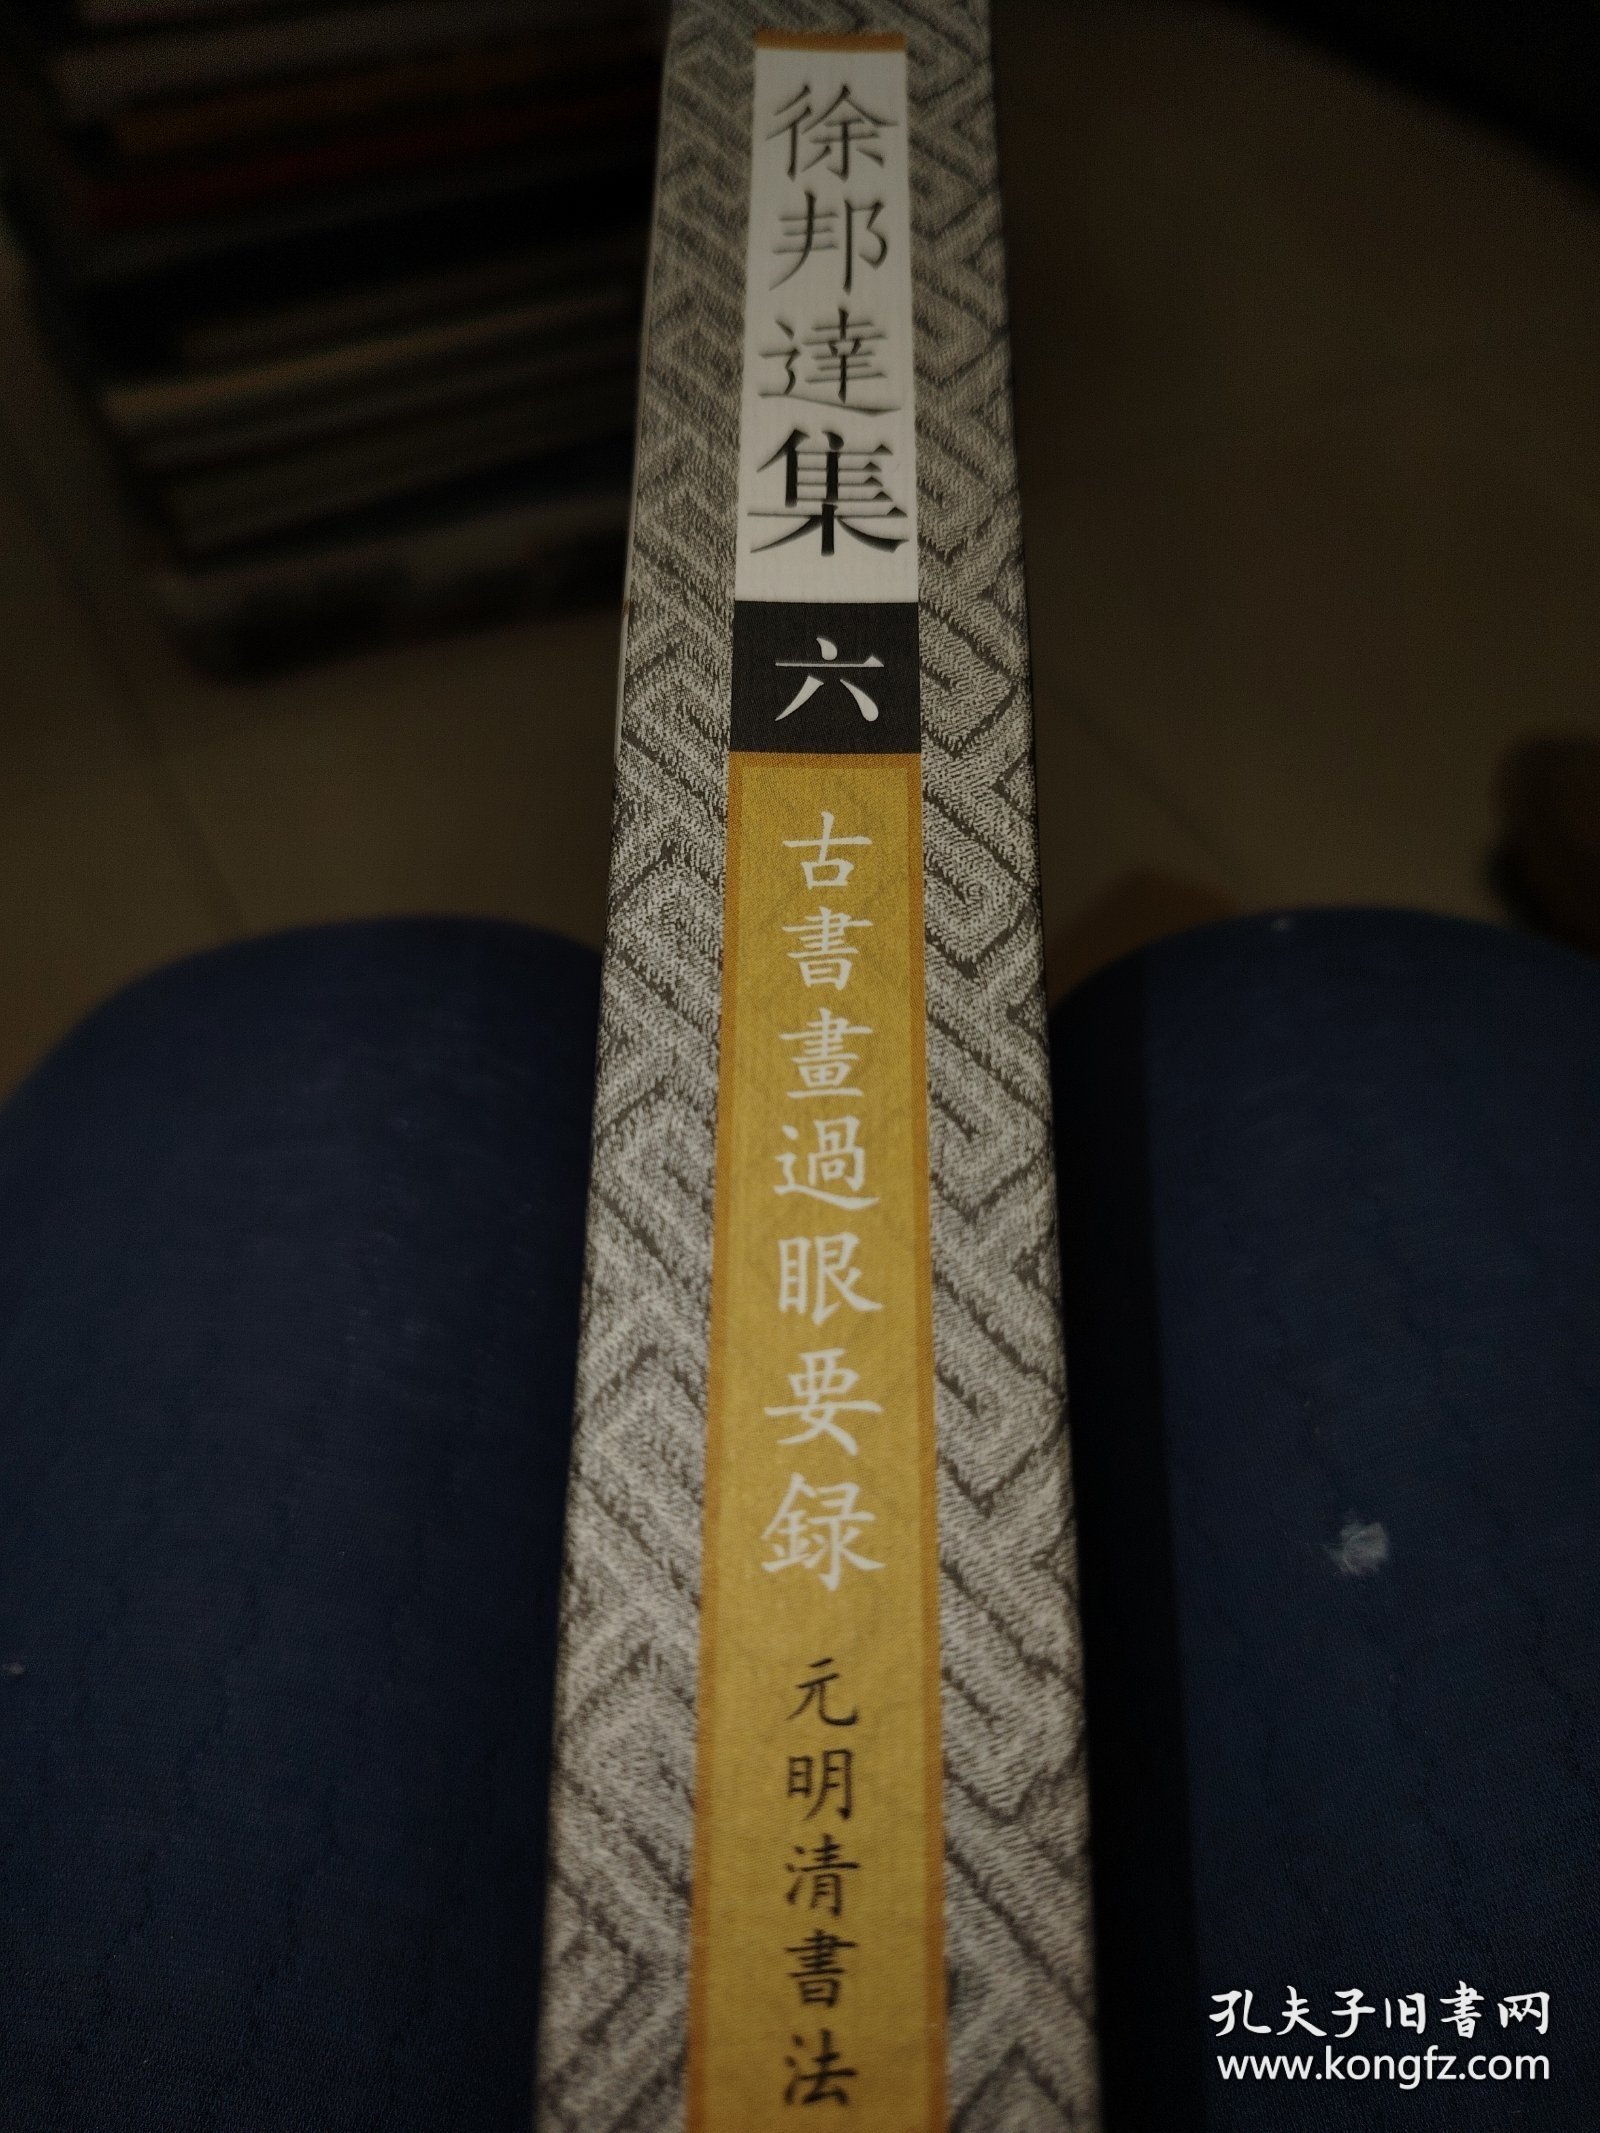 徐邦達集
六
古書畫過眼要録
元明清書法
孔夫子旧書网
www.kongfz.com